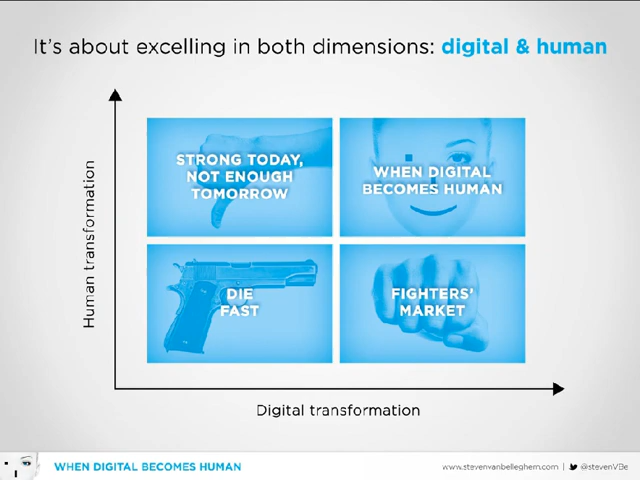 It's about excelling in both dimensions: digital & human
Human transformation
STRONG TODAY,
NOT ENOUGH
TOMORROW
WHEN DIGITAL
BECOMES HUMAN
DIE
FAST
FIGHTERS'
MARKET
Digital transformation
WHEN DIGITAL BECOMES HUMAN
www.stevenvanbelleghem.com | @stevenVBe